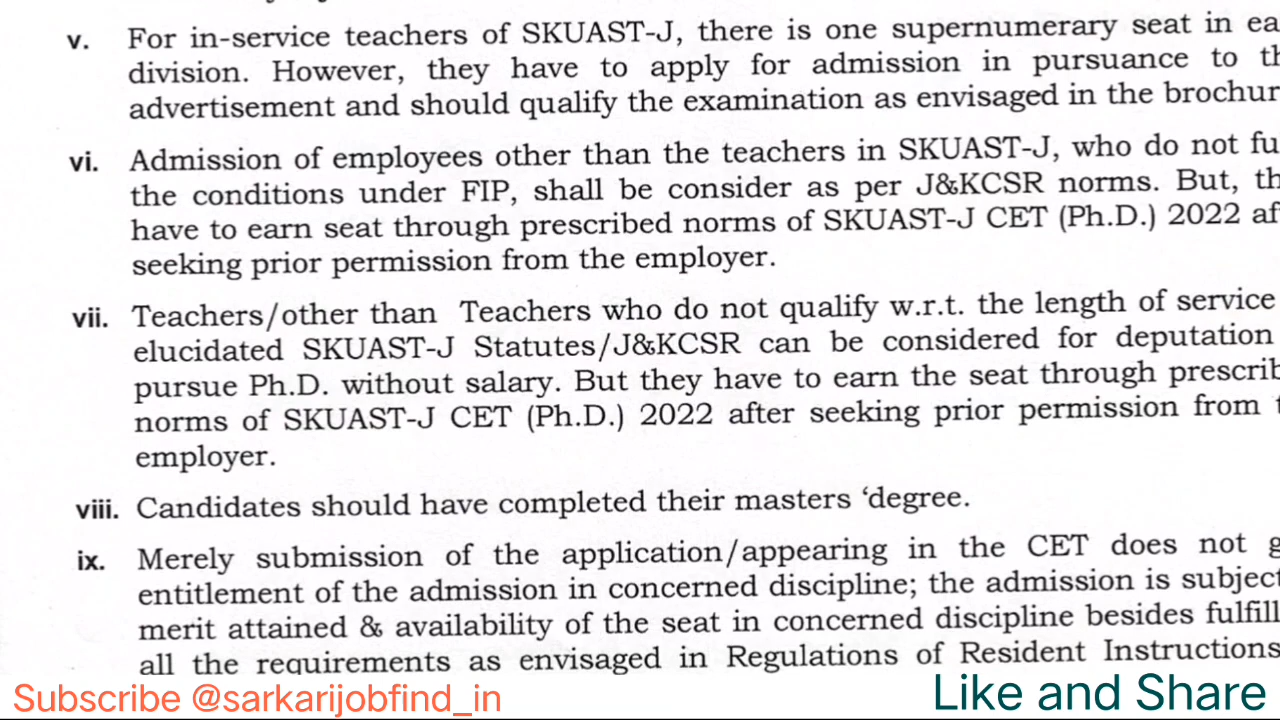 v. For in-service teachers of SKUAST-J, there is one supernumerary seat in ea
division. However, they have to apply for admission in pursuance to th
advertisement and should qualify the examination as envisaged in the brochur
vi. Admission of employees other than the teachers in SKUAST-J, who do not fu
the conditions under FIP, shall be consider as per J&KCSR norms. But, th
have to earn seat through prescribed norms of SKUAST-J CET (Ph.D.) 2022 af
seeking prior permission from the employer.
vii. Teachers/other than Teachers who do not qualify w.r.t. the length of service
elucidated SKUAST-J Statutes/J&KCSR can be considered for deputation
pursue Ph.D. without salary. But they have to earn the seat through prescrib
norms of SKUAST-J CET (Ph.D.) 2022 after seeking prior permission from t
employer.
viii. Candidates should have completed their masters ‘degree.
ix. Merely submission of the application/appearing in the CET does not g
entitlement of the admission in concerned discipline; the admission is subject
merit attained & availability of the seat in concerned discipline besides fulfill
all the requirements as envisaged in Regulations of Resident Instructions
Subscribe @sarkarijobfind_in
Like and Share